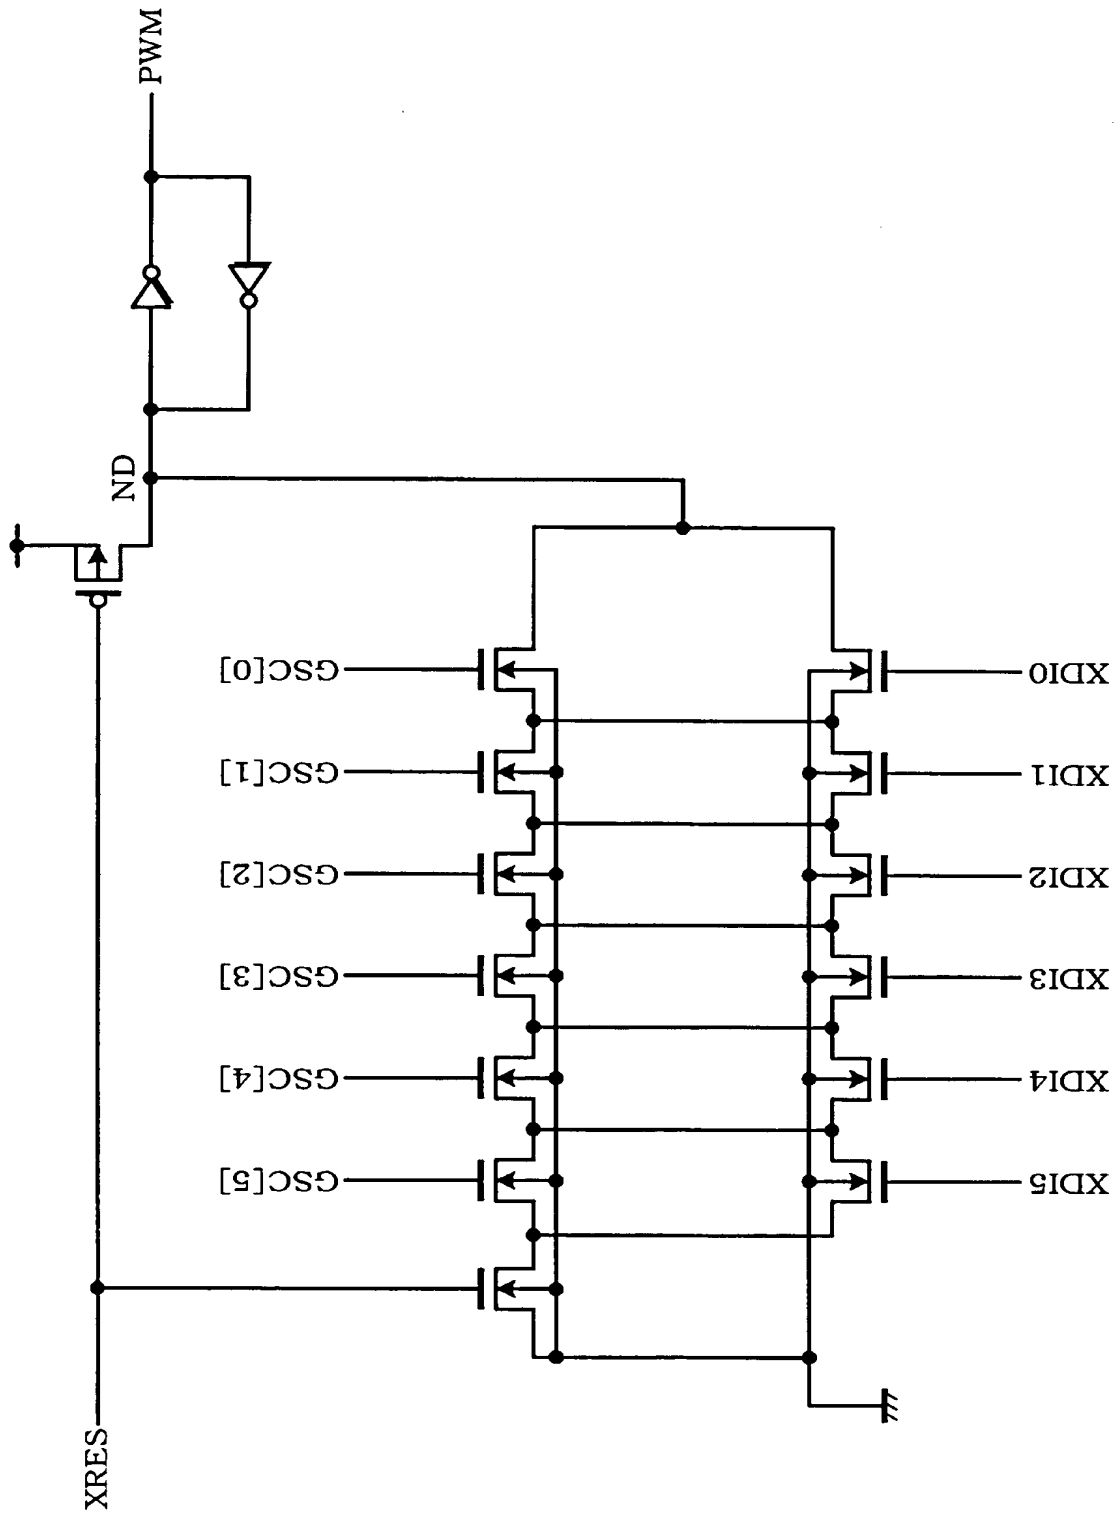 PWM
ND
XRES
GSC[0]
GSC[1]
GSC[2]
GSC[3]
GSC[4]
GSC[5]
XDI0
XDI1
XDI2
XDI3
XDI4
XDI5